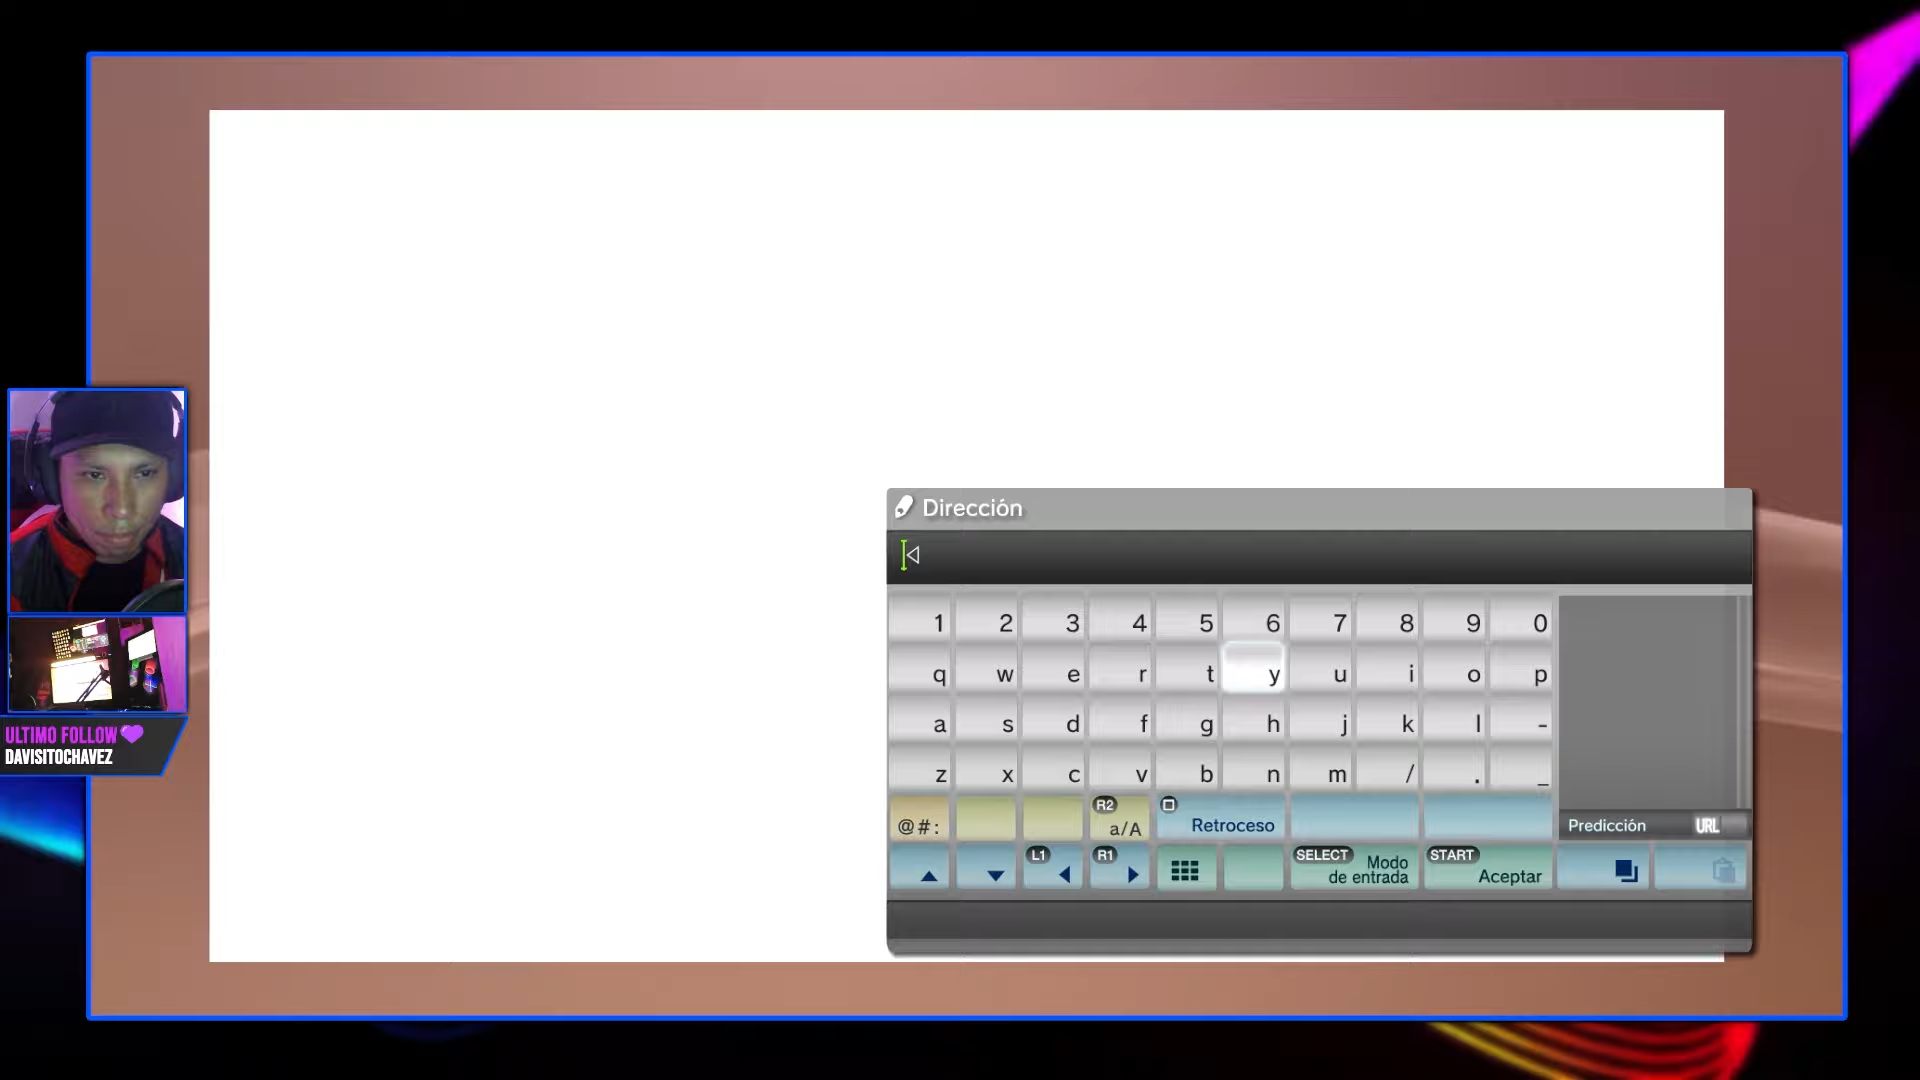 Dirección
1 2 3 4 5 6 7 8 9 0
q w e r t y u i o p
a s d f g h j k l -
z x c v b n m / . _
@#: R2 a/A Retroceso
Predicción URL
L1 R1 SELECT Modo de entrada START Aceptar
ULTIMO FOLLOW
DAVISITOCHAVEZ